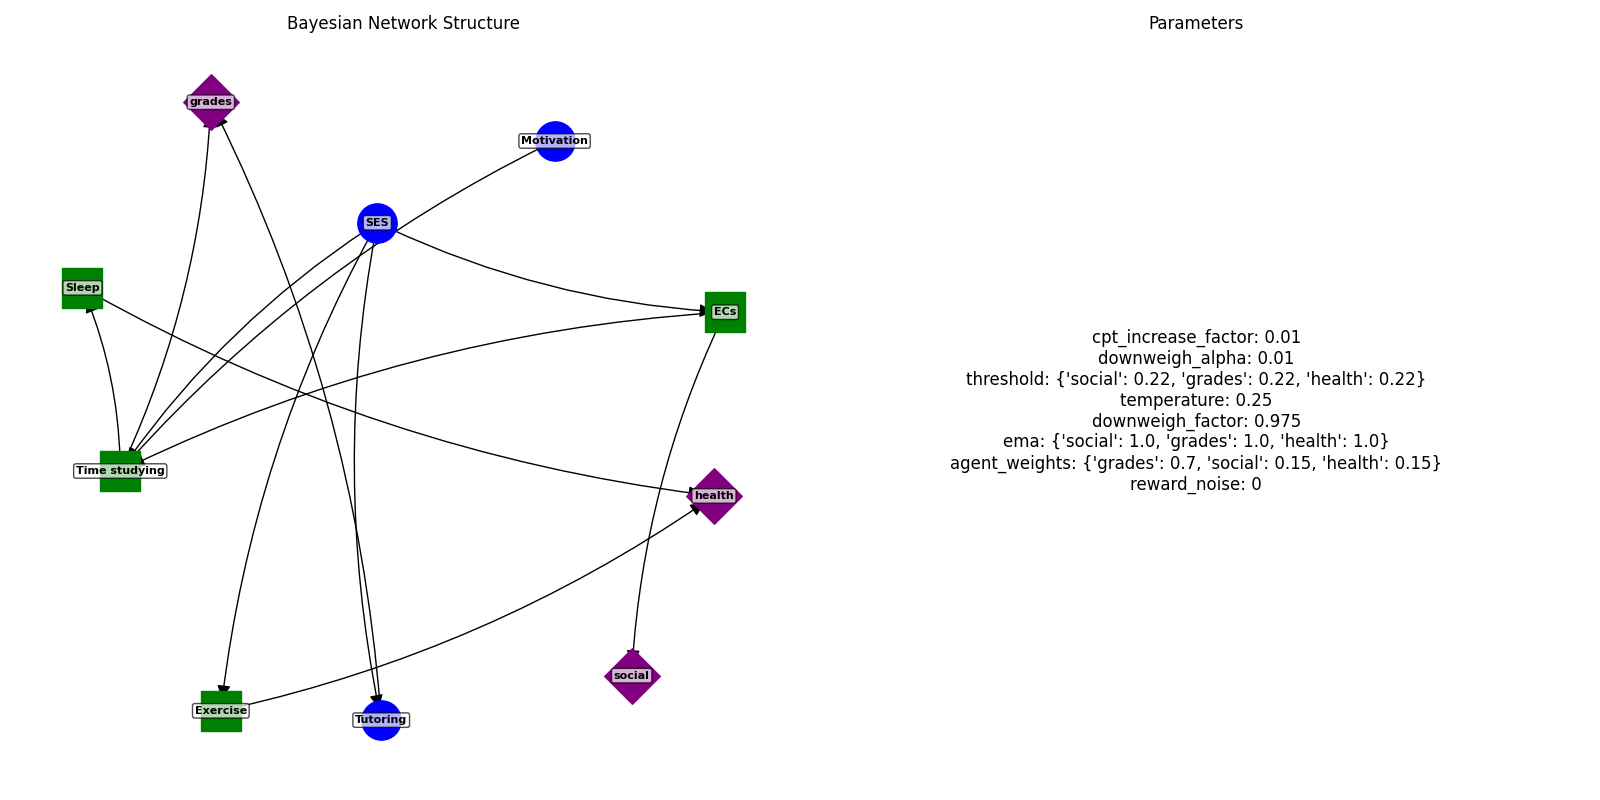 Bayesian Network Structure
Parameters
grades
Motivation
SES
Sleep
ECs
Time studying
health
social
Exercise
Tutoring
cpt_increase_factor: 0.01
downweigh_alpha: 0.01
threshold: {'social': 0.22, 'grades': 0.22, 'health': 0.22}
temperature: 0.25
downweigh_factor: 0.975
ema: {'social': 1.0, 'grades': 1.0, 'health': 1.0}
agent_weights: {'grades': 0.7, 'social': 0.15, 'health': 0.15}
reward_noise: 0